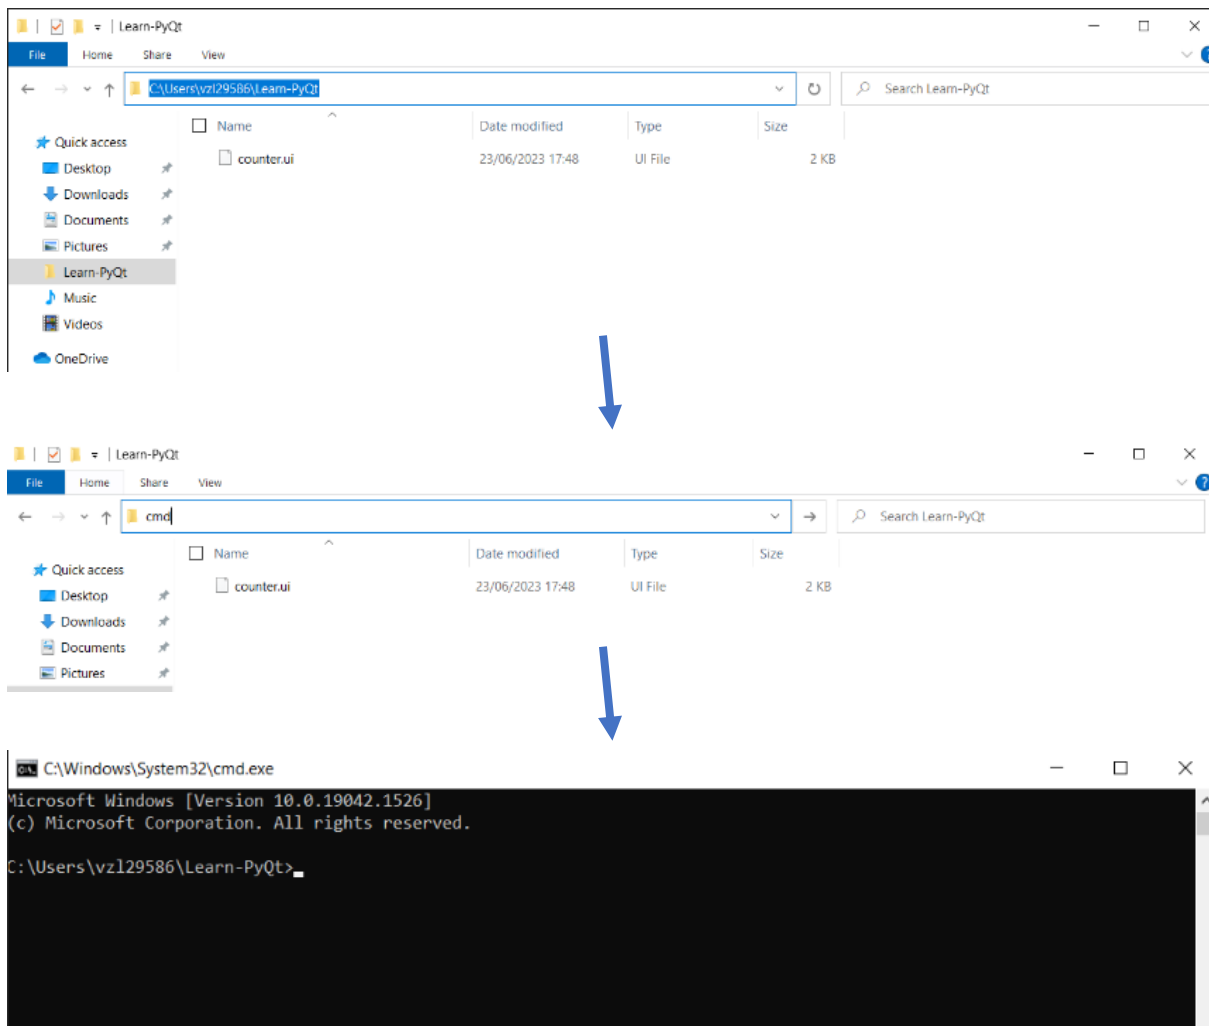 Learn-PyQt
File Home Share View
C:\Users\vzl29586\Learn-PyQt
Search Learn-PyQt
Name Date modified Type Size
Quick access
counter.ui 23/06/2023 17:48 UI File 2 KB
Desktop
Downloads
Documents
Pictures
Learn-PyQt
Music
Videos
OneDrive
Learn-PyQt
File Home Share View
cmd
Search Learn-PyQt
Name Date modified Type Size
Quick access
counter.ui 23/06/2023 17:48 UI File 2 KB
Desktop
Downloads
Documents
Pictures
C:\Windows\System32\cmd.exe
Microsoft Windows [Version 10.0.19042.1526]
(c) Microsoft Corporation. All rights reserved.
C:\Users\vzl29586\Learn-PyQt>